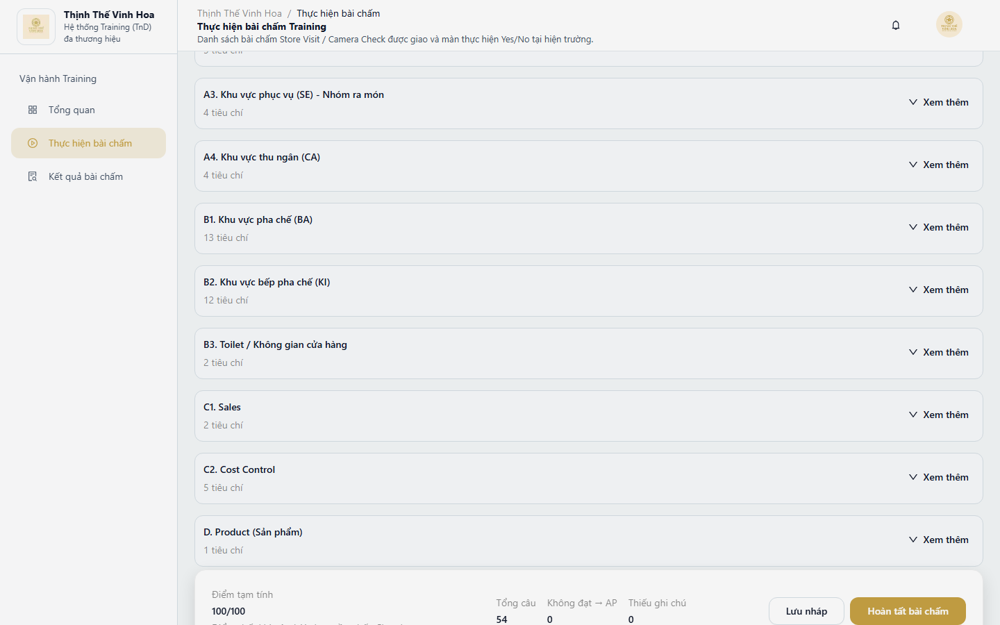 Thịnh Thế Vinh Hoa
Hệ thống Training (TnD)
đa thương hiệu
Vận hành Training
Tổng quan
Thực hiện bài chấm
Kết quả bài chấm
Thịnh Thế Vinh Hoa / Thực hiện bài chấm
Thực hiện bài chấm Training
Danh sách bài chấm Store Visit / Camera Check được giao và màn thực hiện Yes/No tại hiện trường.
A3. Khu vực phục vụ (SE) - Nhóm ra món
4 tiêu chí
Xem thêm
A4. Khu vực thu ngân (CA)
4 tiêu chí
Xem thêm
B1. Khu vực pha chế (BA)
13 tiêu chí
Xem thêm
B2. Khu vực bếp pha chế (KI)
12 tiêu chí
Xem thêm
B3. Toilet / Không gian cửa hàng
2 tiêu chí
Xem thêm
C1. Sales
2 tiêu chí
Xem thêm
C2. Cost Control
5 tiêu chí
Xem thêm
D. Product (Sản phẩm)
1 tiêu chí
Xem thêm
Điểm tạm tính
100/100
Tổng câu
54
Không đạt → AP
0
Thiếu ghi chú
0
Lưu nháp
Hoàn tất bài chấm